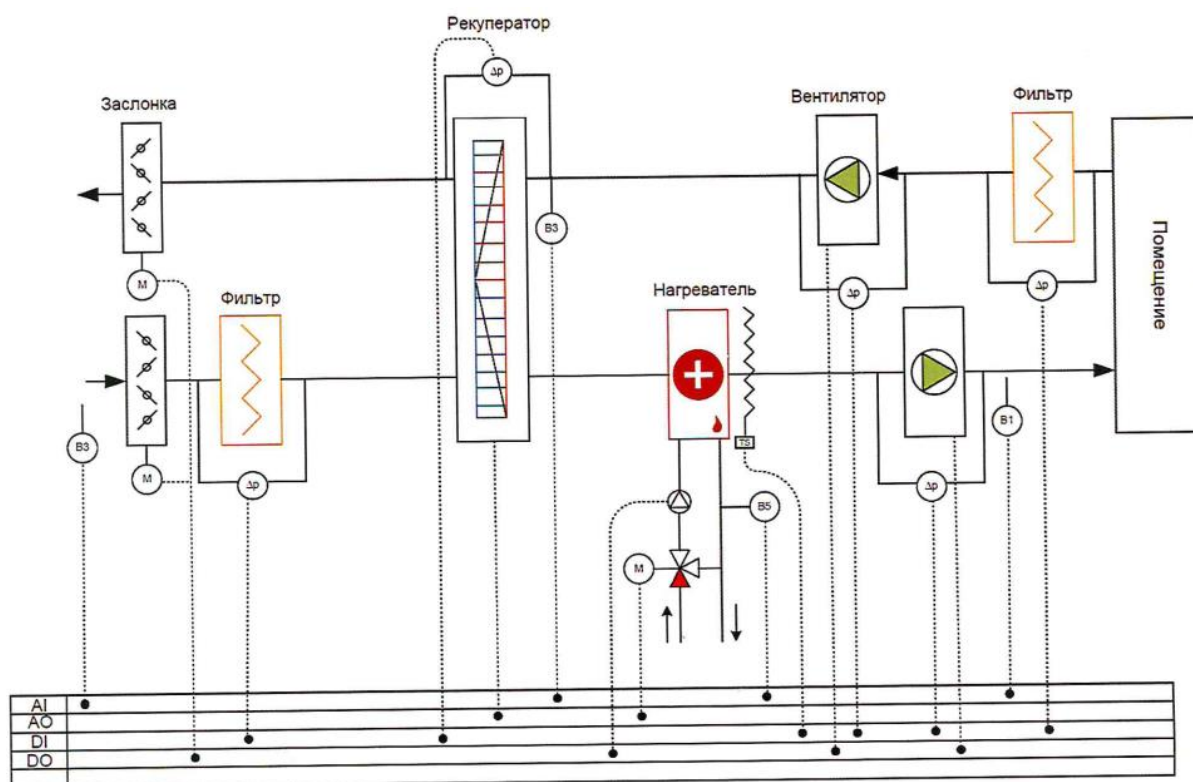 Рекуператор
Δp
Заслонка
Вентилятор
Фильтр
B3
M
Фильтр
Нагреватель
Δp
Δp
Помещение
B3
M
Δp
TS
Δp
B1
B5
M
AI
AO
DI
DO